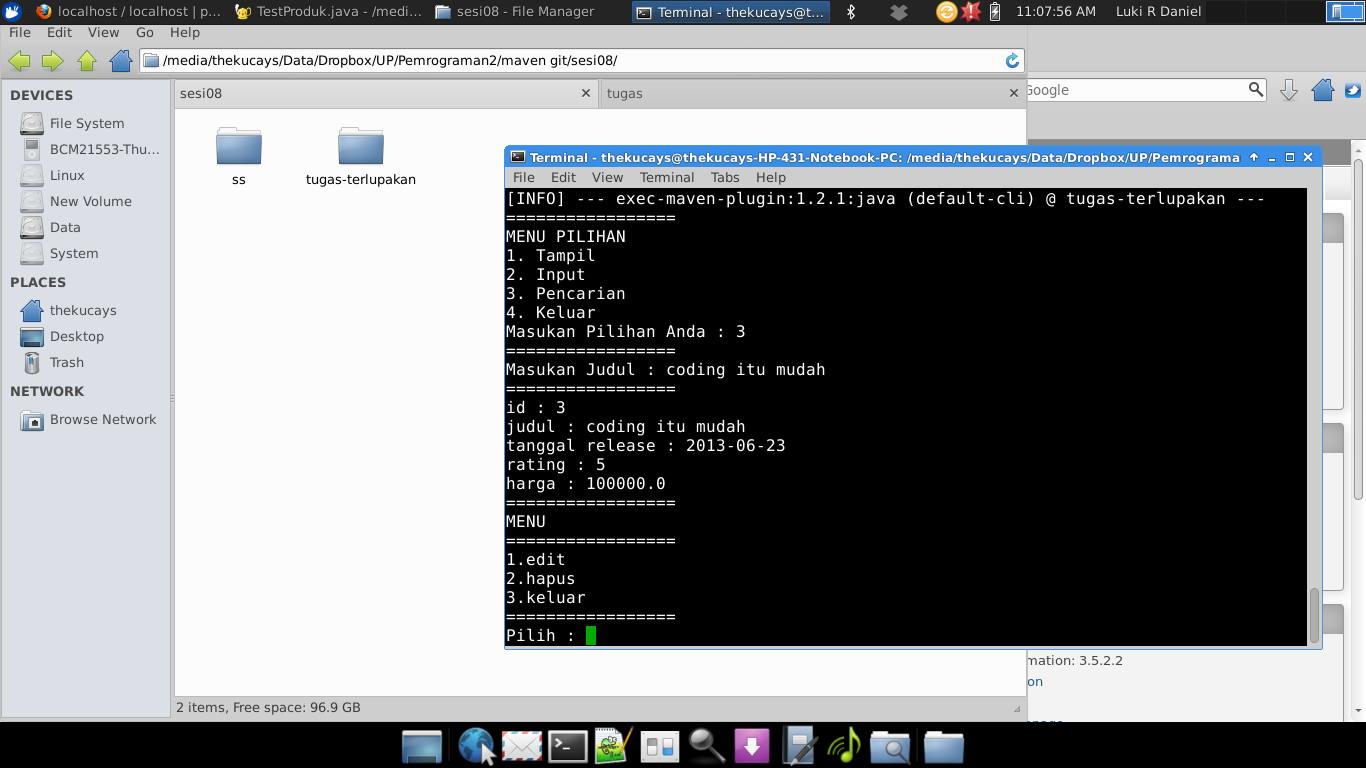 localhost / localhost | p...
TestProduk.java - /medi...
sesi08 - File Manager
Terminal - thekucays@t...
11:07:56 AM
Luki R Daniel
File Edit View Go Help
/media/thekucays/Data/Dropbox/UP/Pemrograman2/maven git/sesi08/
Google
DEVICES
File System
BCM21553-Thu...
Linux
New Volume
Data
System
PLACES
thekucays
Desktop
Trash
NETWORK
Browse Network
sesi08
tugas
ss
tugas-terlupakan
2 items, Free space: 96.9 GB
Terminal - thekucays@thekucays-HP-431-Notebook-PC: /media/thekucays/Data/Dropbox/UP/Pemrograma
File Edit View Terminal Tabs Help
[INFO] --- exec-maven-plugin:1.2.1:java (default-cli) @ tugas-terlupakan ---
=================
MENU PILIHAN
1. Tampil
2. Input
3. Pencarian
4. Keluar
Masukan Pilihan Anda : 3
=================
Masukan Judul : coding itu mudah
=================
id : 3
judul : coding itu mudah
tanggal release : 2013-06-23
rating : 5
harga : 100000.0
=================
MENU
=================
1.edit
2.hapus
3.keluar
=================
Pilih :
mation: 3.5.2.2
on